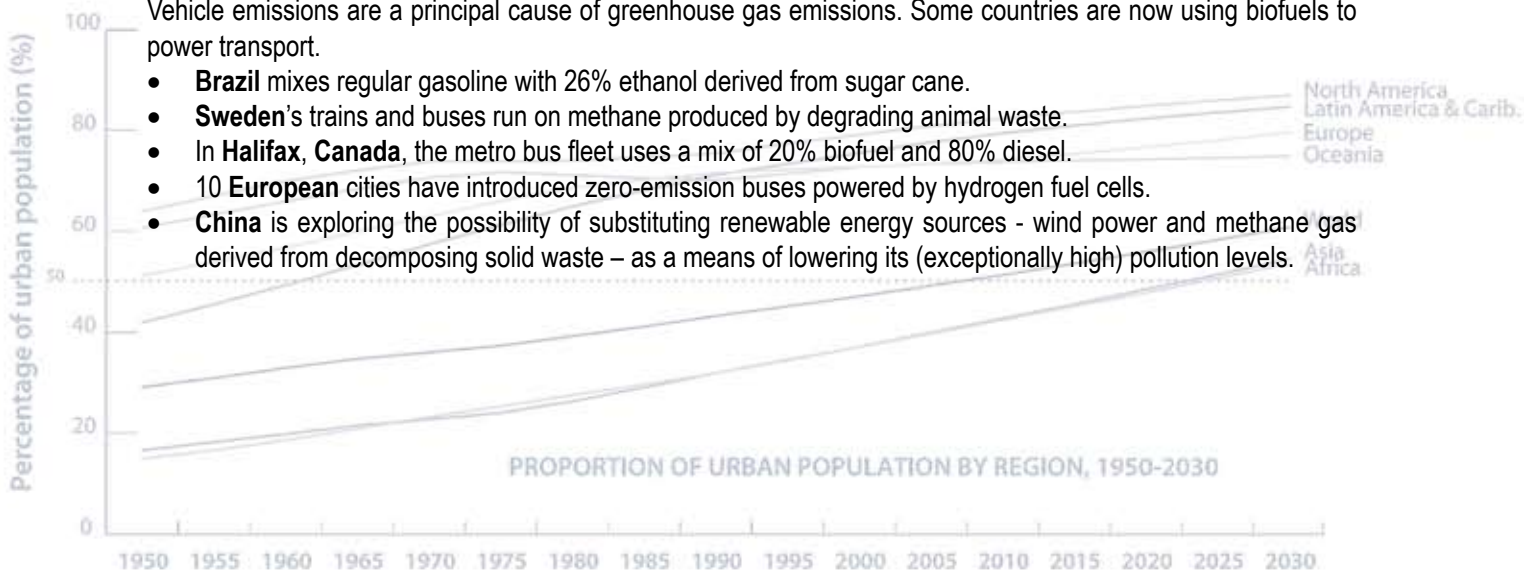 Vehicle emissions are a principal cause of greenhouse gas emissions. Some countries are now using biofuels to
power transport.
• Brazil mixes regular gasoline with 26% ethanol derived from sugar cane.
• Sweden's trains and buses run on methane produced by degrading animal waste.
• In Halifax, Canada, the metro bus fleet uses a mix of 20% biofuel and 80% diesel.
• 10 European cities have introduced zero-emission buses powered by hydrogen fuel cells.
• China is exploring the possibility of substituting renewable energy sources - wind power and methane gas
derived from decomposing solid waste – as a means of lowering its (exceptionally high) pollution levels.
Percentage of urban population (%)
100
80
60
50
40
20
0
North America
Latin America & Carib.
Europe
Oceania
World
Asia
Africa
PROPORTION OF URBAN POPULATION BY REGION, 1950-2030
1950 1955 1960 1965 1970 1975 1980 1985 1990 1995 2000 2005 2010 2015 2020 2025 2030